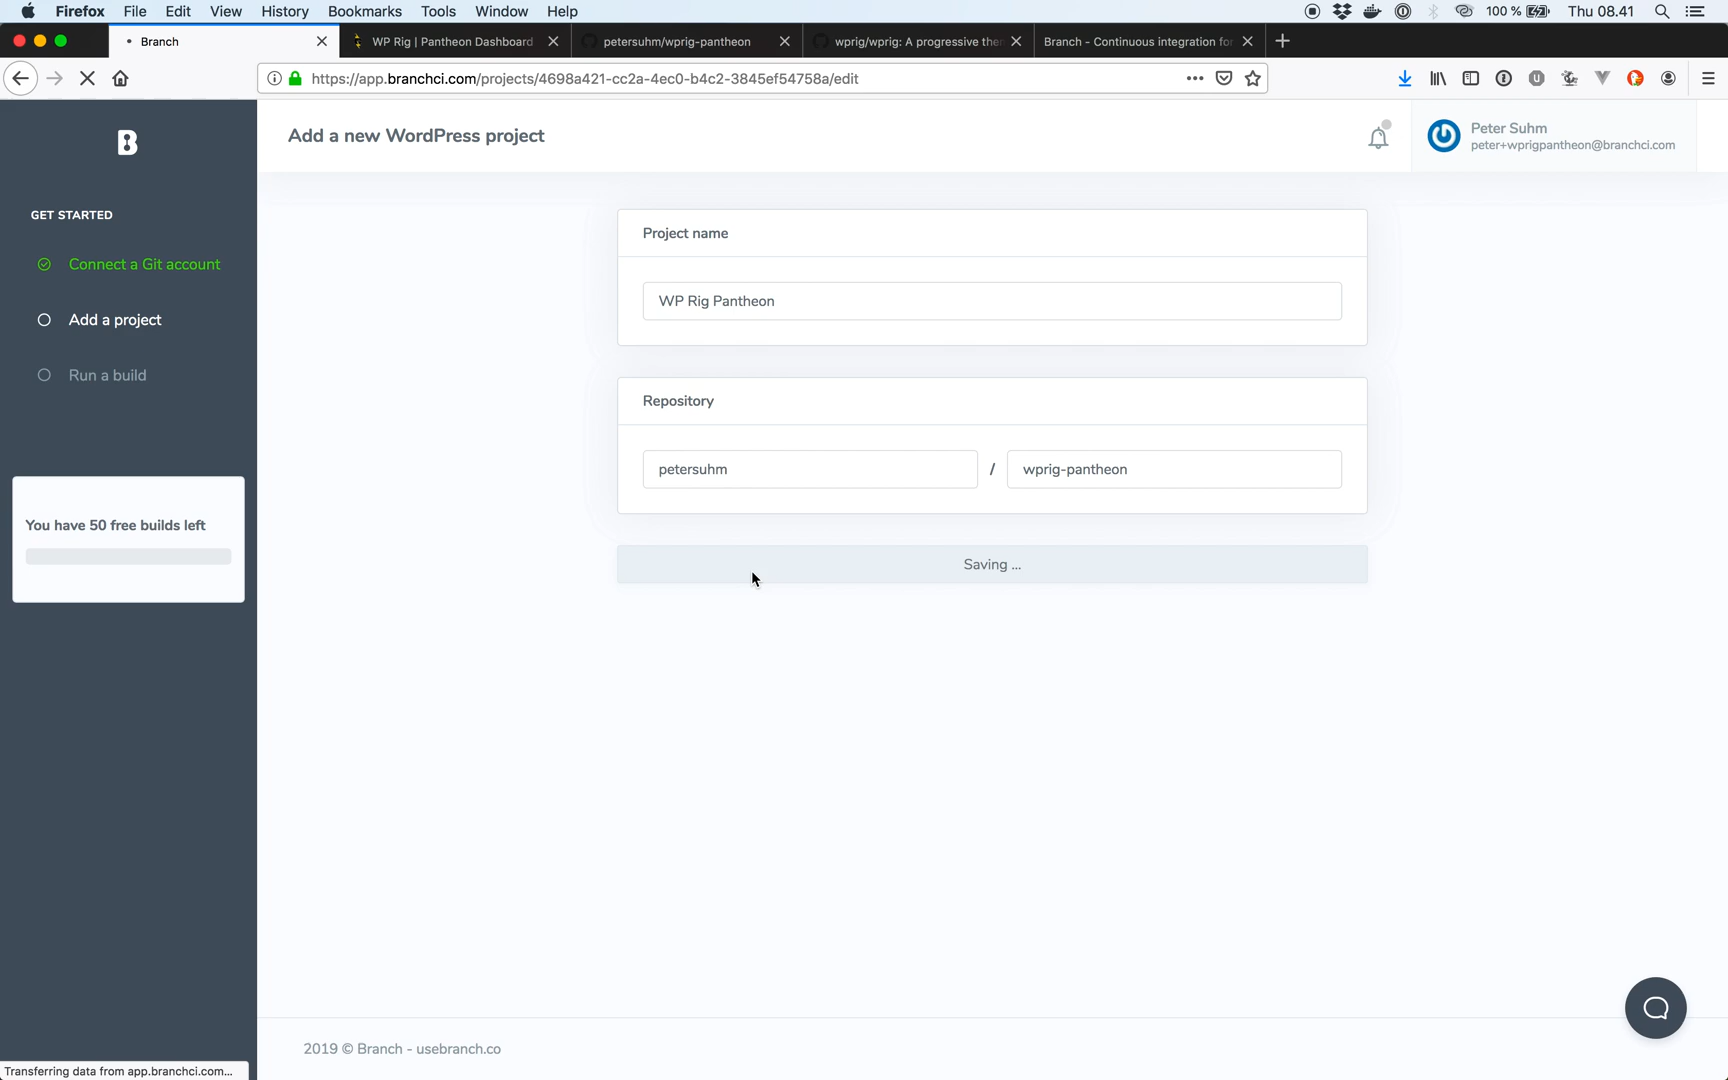 Firefox File Edit View History Bookmarks Tools Window Help 100 % Thu 08.41
Branch
WP Rig | Pantheon Dashboard
petersuhm/wprig-pantheon
wprig/wprig: A progressive then
Branch - Continuous integration for
https://app.branchci.com/projects/4698a421-cc2a-4ec0-b4c2-3845ef54758a/edit
Add a new WordPress project
Peter Suhm
peter+wprigpantheon@branchci.com
GET STARTED
Connect a Git account
Add a project
Run a build
You have 50 free builds left
Project name
WP Rig Pantheon
Repository
petersuhm / wprig-pantheon
Saving ...
2019 © Branch - usebranch.co
Transferring data from app.branchci.com...